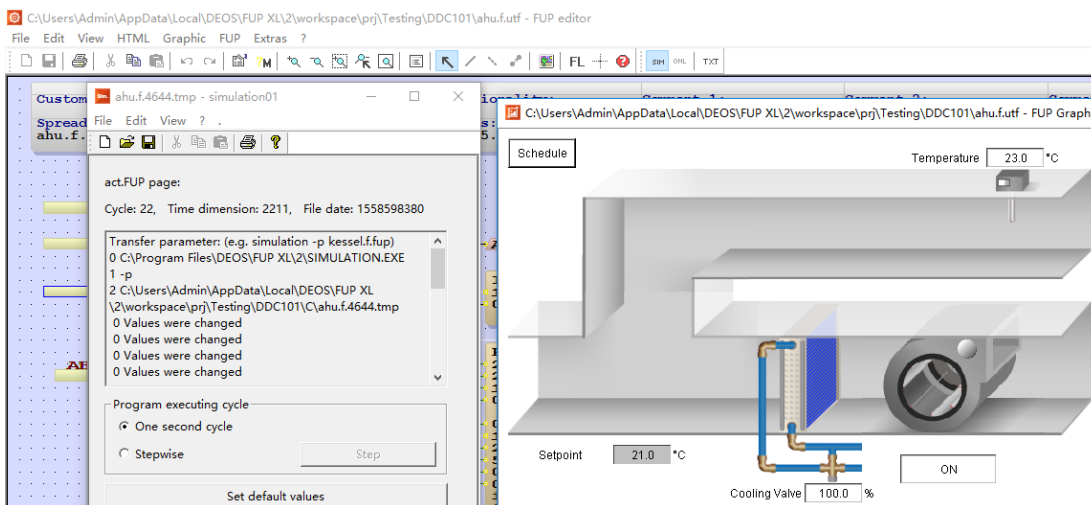 C:\Users\Admin\AppData\Local\DEOS\FUP XL\2\workspace\prj\Testing\DDC101\ahu.f.utf - FUP editor
File Edit View HTML Graphic FUP Extras ?
FL SIM ONL TXT
Custom
Spread
ahu.f.
ahu.f.4644.tmp - simulation01
File Edit View ? .
act.FUP page:
Cycle: 22, Time dimension: 2211, File date: 1558598380
Transfer parameter: (e.g. simulation -p kessel.f.fup)
0 C:\Program Files\DEOS\FUP XL\2\SIMULATION.EXE
1 -p
2 C:\Users\Admin\AppData\Local\DEOS\FUP XL
\2\workspace\prj\Testing\DDC101\C\ahu.f.4644.tmp
0 Values were changed
0 Values were changed
0 Values were changed
0 Values were changed
Program executing cycle
One second cycle
Stepwise
Step
Set default values
C:\Users\Admin\AppData\Local\DEOS\FUP XL\2\workspace\prj\Testing\DDC101\ahu.f.utf - FUP Graph
Schedule
Temperature 23.0 °C
Setpoint 21.0 °C
ON
Cooling Valve 100.0 %